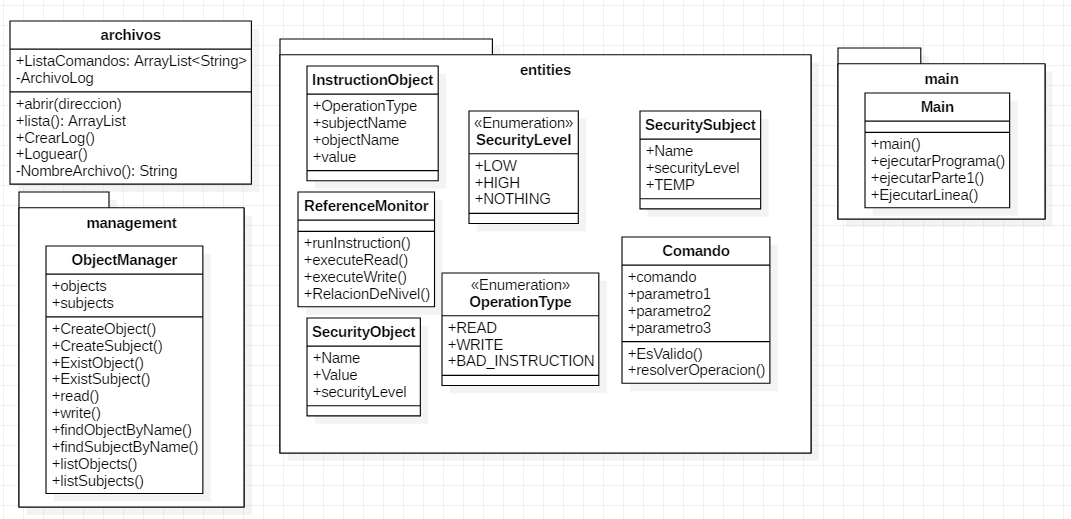 archivos
+ListaComandos: ArrayList<String>
-ArchivoLog
+abrir(direccion)
+lista(): ArrayList
+CrearLog()
+Loguear()
-NombreArchivo(): String
management
ObjectManager
+objects
+subjects
+CreateObject()
+CreateSubject()
+ExistObject()
+ExistSubject()
+read()
+write()
+findObjectByName()
+findSubjectByName()
+listObjects()
+listSubjects()
entities
InstructionObject
+OperationType
+subjectName
+objectName
+value
ReferenceMonitor
+runInstruction()
+executeRead()
+executeWrite()
+RelacionDeNivel()
SecurityObject
+Name
+Value
+securityLevel
«Enumeration»
SecurityLevel
+LOW
+HIGH
+NOTHING
«Enumeration»
OperationType
+READ
+WRITE
+BAD_INSTRUCTION
SecuritySubject
+Name
+securityLevel
+TEMP
Comando
+comando
+parametro1
+parametro2
+parametro3
+EsValido()
+resolverOperacion()
main
Main
+main()
+ejecutarPrograma()
+ejecutarParte1()
+EjecutarLinea()